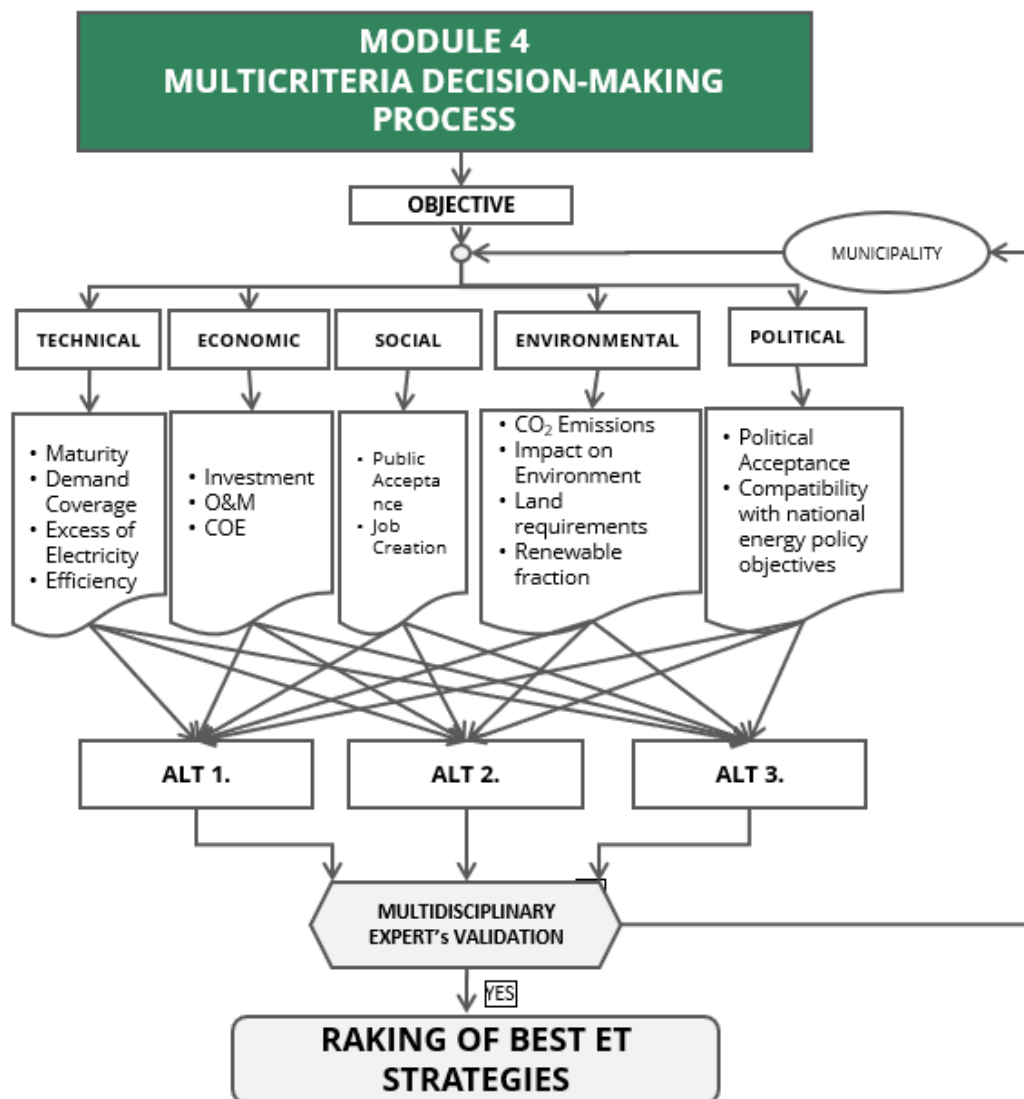 MODULE 4
MULTICRITERIA DECISION-MAKING
PROCESS
OBJECTIVE
MUNICIPALITY
TECHNICAL
ECONOMIC
SOCIAL
ENVIRONMENTAL
POLITICAL
• Maturity
• Demand
Coverage
• Excess of
Electricity
• Efficiency
• Investment
• O&M
• COE
• Public
Accepta
nce
• Job
Creation
• CO₂ Emissions
• Impact on
Environment
• Land
requirements
• Renewable
fraction
• Political
Acceptance
• Compatibility
with national
energy policy
objectives
ALT 1.
ALT 2.
ALT 3.
MULTIDISCIPLINARY
EXPERT's VALIDATION
YES
RAKING OF BEST ET
STRATEGIES